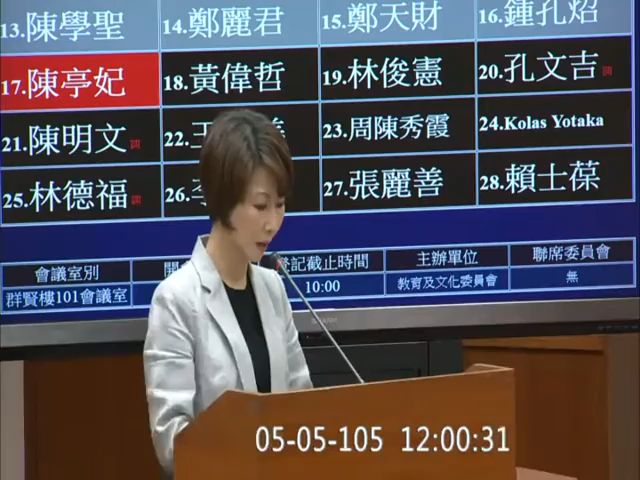 13.陳學聖 14.鄭麗君 15.鄭天財 16.鍾孔炤
17.陳亭妃 18.黃偉哲 19.林俊憲 20.孔文吉
21.陳明文 22. 23.周陳秀霞 24.Kolas Yotaka
25.林德福 26. 27.張麗善 28.賴士葆
會議室別 登記截止時間 主辦單位 聯席委員會
群賢樓101會議室 10:00 教育及文化委員會 無
05-05-105 12:00:31